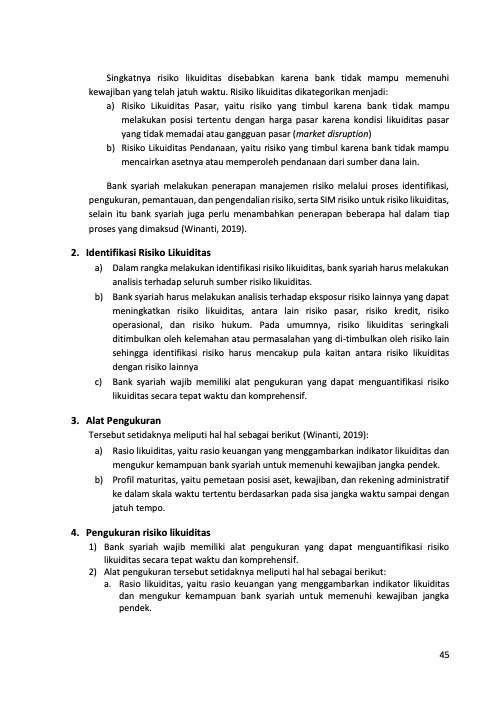 Singkatnya risiko likuiditas disebabkan karena bank tidak mampu memenuhi
kewajiban yang telah jatuh waktu. Risiko likuiditas dikategorikan menjadi:
a) Risiko Likuiditas Pasar, yaitu risiko yang timbul karena bank tidak mampu
melakukan posisi tertentu dengan harga pasar karena kondisi likuiditas pasar
yang tidak memadai atau gangguan pasar (market disruption)
b) Risiko Likuiditas Pendanaan, yaitu risiko yang timbul karena bank tidak mampu
mencairkan asetnya atau memperoleh pendanaan dari sumber dana lain.
Bank syariah melakukan penerapan manajemen risiko melalui proses identifikasi,
pengukuran, pemantauan, dan pengendalian risiko, serta SIM risiko untuk risiko likuiditas,
selain itu bank syariah juga perlu menambahkan penerapan beberapa hal dalam tiap
proses yang dimaksud (Winanti, 2019).
2. Identifikasi Risiko Likuiditas
a) Dalam rangka melakukan identifikasi risiko likuiditas, bank syariah harus melakukan
analisis terhadap seluruh sumber risiko likuiditas.
b) Bank syariah harus melakukan analisis terhadap eksposur risiko lainnya yang dapat
meningkatkan risiko likuiditas, antara lain risiko pasar, risiko kredit, risiko
operasional, dan risiko hukum. Pada umumnya, risiko likuiditas seringkali
ditimbulkan oleh kelemahan atau permasalahan yang di-timbulkan oleh risiko lain
sehingga identifikasi risiko harus mencakup pula kaitan antara risiko likuiditas
dengan risiko lainnya
c) Bank syariah wajib memiliki alat pengukuran yang dapat menguantifikasi risiko
likuiditas secara tepat waktu dan komprehensif.
3. Alat Pengukuran
Tersebut setidaknya meliputi hal hal sebagai berikut (Winanti, 2019):
a) Rasio likuiditas, yaitu rasio keuangan yang menggambarkan indikator likuiditas dan
mengukur kemampuan bank syariah untuk memenuhi kewajiban jangka pendek.
b) Profil maturitas, yaitu pemetaan posisi aset, kewajiban, dan rekening administratif
ke dalam skala waktu tertentu berdasarkan pada sisa jangka waktu sampai dengan
jatuh tempo.
4. Pengukuran risiko likuiditas
1) Bank syariah wajib memiliki alat pengukuran yang dapat menguantifikasi risiko
likuiditas secara tepat waktu dan komprehensif.
2) Alat pengukuran tersebut setidaknya meliputi hal hal sebagai berikut:
a. Rasio likuiditas, yaitu rasio keuangan yang menggambarkan indikator likuiditas
dan mengukur kemampuan bank syariah untuk memenuhi kewajiban jangka
pendek.
45